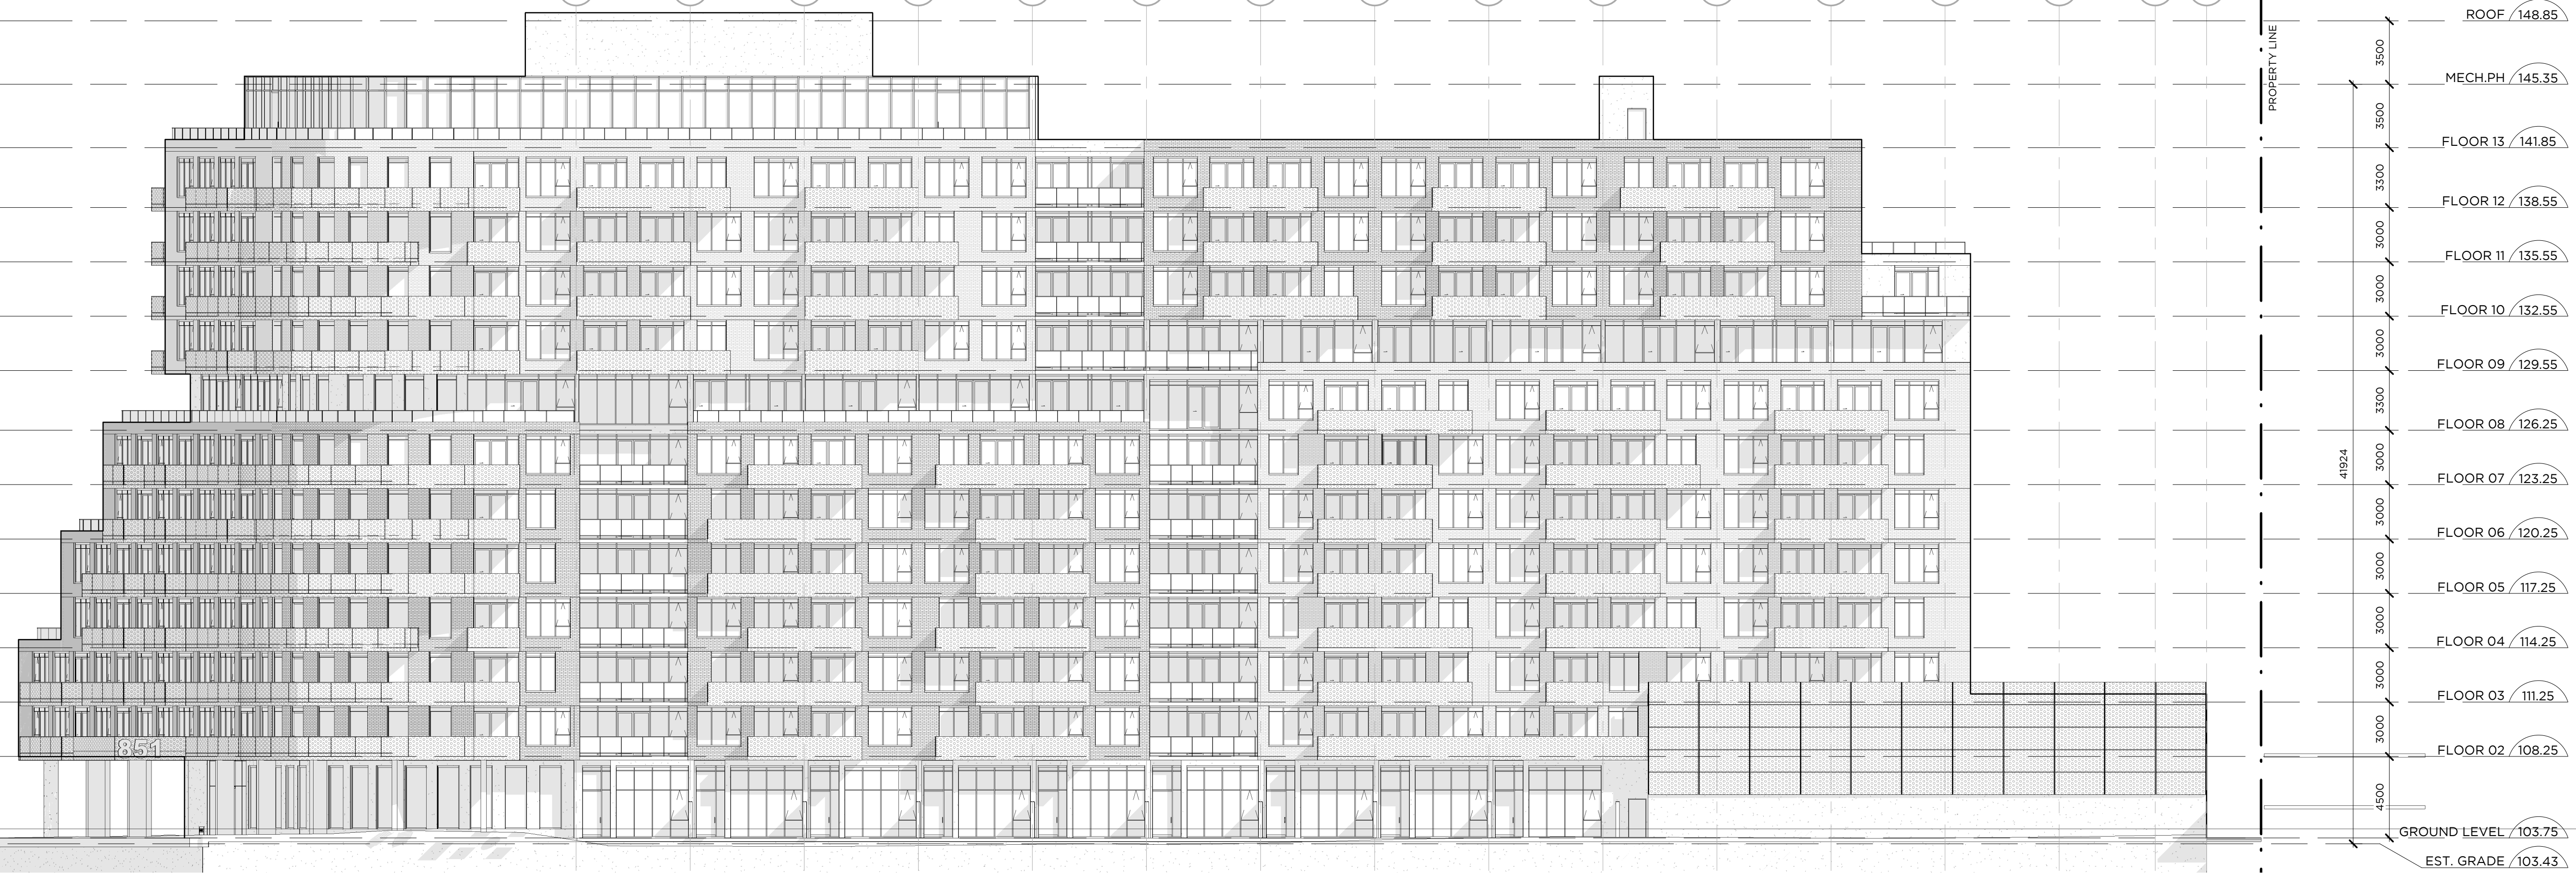 ROOF 148.85
3500
PROPERTY LINE
MECH.PH 145.35
3500
FLOOR 13 141.85
3300
FLOOR 12 138.55
3000
FLOOR 11 135.55
3000
FLOOR 10 132.55
3000
FLOOR 09 129.55
3300
FLOOR 08 126.25
3000
41924
FLOOR 07 123.25
3000
FLOOR 06 120.25
3000
FLOOR 05 117.25
3000
FLOOR 04 114.25
3000
FLOOR 03 111.25
3000
851
FLOOR 02 108.25
4500
GROUND LEVEL 103.75
EST. GRADE 103.43